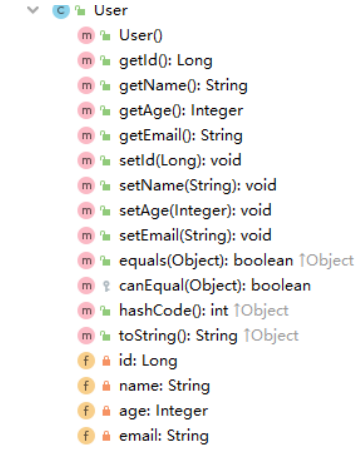 User
User()
getId(): Long
getName(): String
getAge(): Integer
getEmail(): String
setId(Long): void
setName(String): void
setAge(Integer): void
setEmail(String): void
equals(Object): boolean ↑Object
canEqual(Object): boolean
hashCode(): int ↑Object
toString(): String ↑Object
id: Long
name: String
age: Integer
email: String